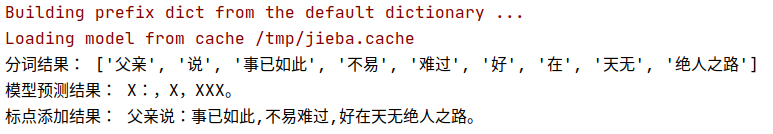 Building prefix dict from the default dictionary ...
Loading model from cache /tmp/jieba.cache
分词结果： ['父亲', '说', '事已如此', '不易', '难过', '好', '在', '天无', '绝人之路']
模型预测结果： X：，X，XXX。
标点添加结果： 父亲说：事已如此,不易难过,好在天无绝人之路。